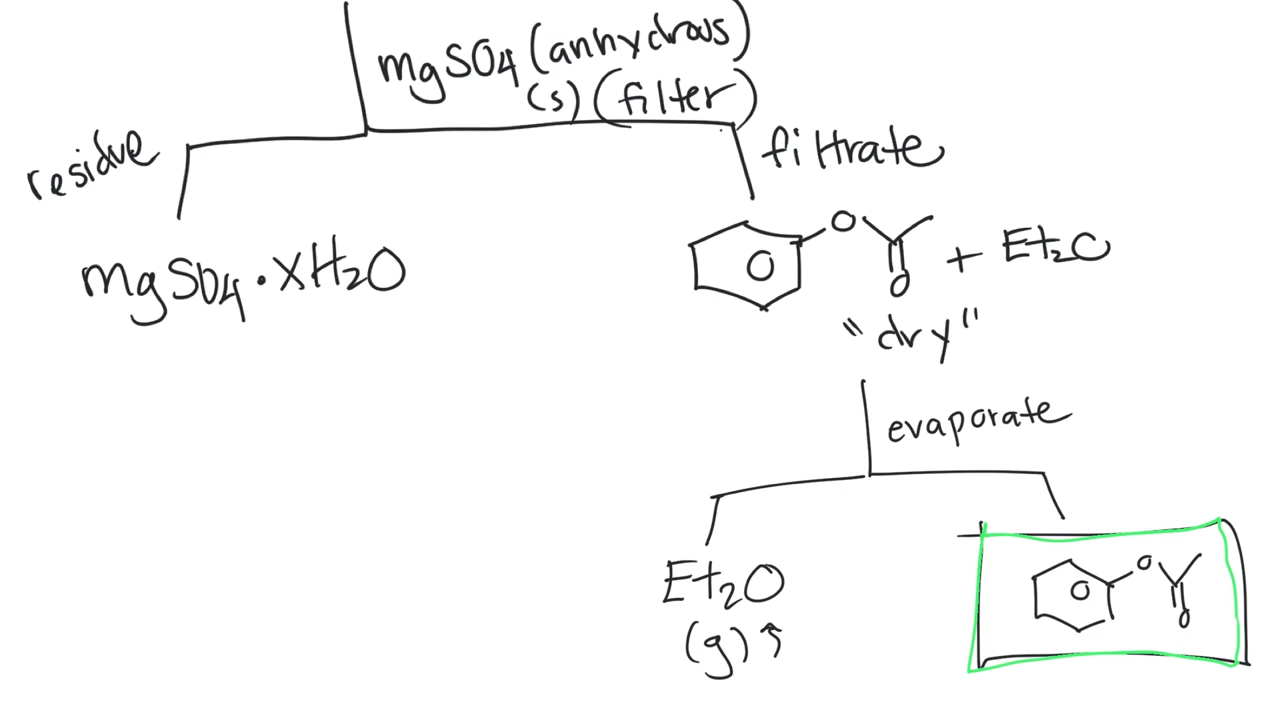 MgSO4 (anhydrous)
(s) (filter)
residue
filtrate
MgSO4 · XH2O
O
O
O
+ Et2O
"dry"
evaporate
Et2O
(g) ↑
O
O
O